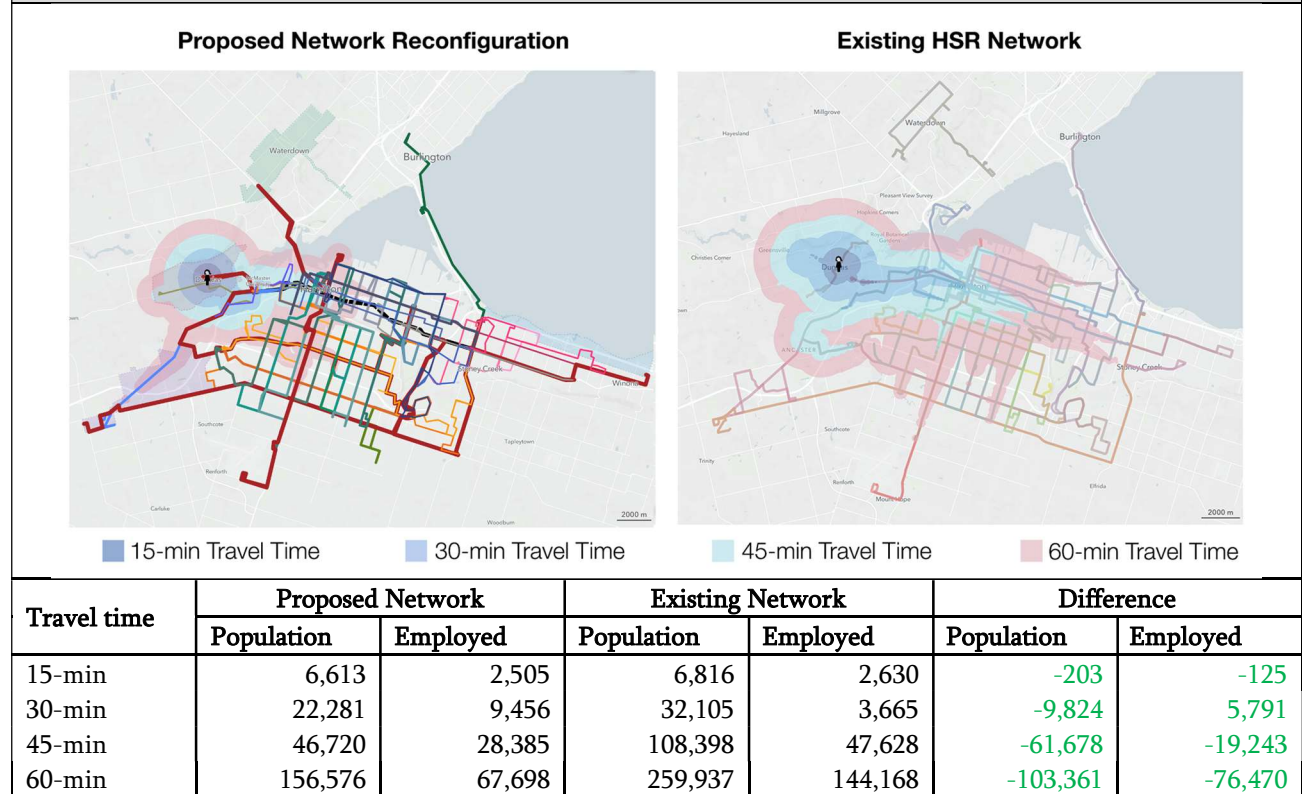 Proposed Network Reconfiguration
Existing HSR Network
Waterdown
Burlington
Stoney Creek
Southcote
Renforth
Tapleytown
Carluke
Woodburn
2000 m
Millgrove
Hayesland
Waterdown
Burlington
Pleasant View Survey
Hopkins Corners
Royal Botanical Gardens
Greensville
Christies Corner
Dundas
ANCASTER
Stoney Creek
Southcote
Trinity
Renforth
Mount Hope
Elfrida
2000 m
15-min Travel Time
30-min Travel Time
45-min Travel Time
60-min Travel Time
Travel time Proposed Network Existing Network Difference
Population Employed Population Employed Population Employed
15-min 6,613 2,505 6,816 2,630 -203 -125
30-min 22,281 9,456 32,105 3,665 -9,824 5,791
45-min 46,720 28,385 108,398 47,628 -61,678 -19,243
60-min 156,576 67,698 259,937 144,168 -103,361 -76,470